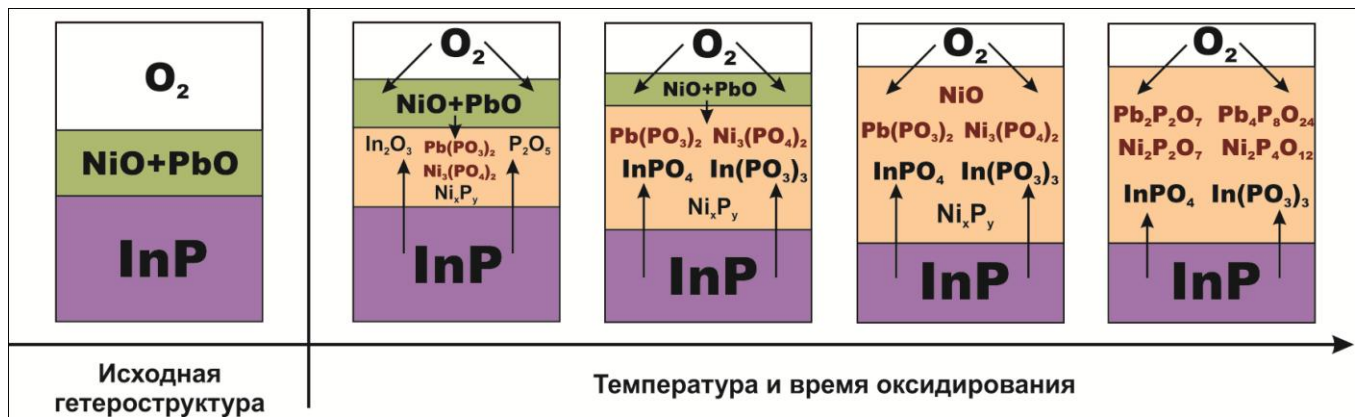 O₂
NiO+PbO
InP
O₂
NiO+PbO
In₂O₃ Pb(PO₃)₂ P₂O₅
Ni₃(PO₄)₂
NiₓPᵧ
InP
O₂
NiO+PbO
Pb(PO₃)₂ Ni₃(PO₄)₂
InPO₄ In(PO₃)₃
NiₓPᵧ
InP
O₂
NiO
Pb(PO₃)₂ Ni₃(PO₄)₂
InPO₄ In(PO₃)₃
NiₓPᵧ
InP
O₂
Pb₂P₂O₇ Pb₄P₈O₂₄
Ni₂P₂O₇ Ni₂P₄O₁₂
InPO₄ In(PO₃)₃
InP
Исходная
гетероструктура
Температура и время оксидирования